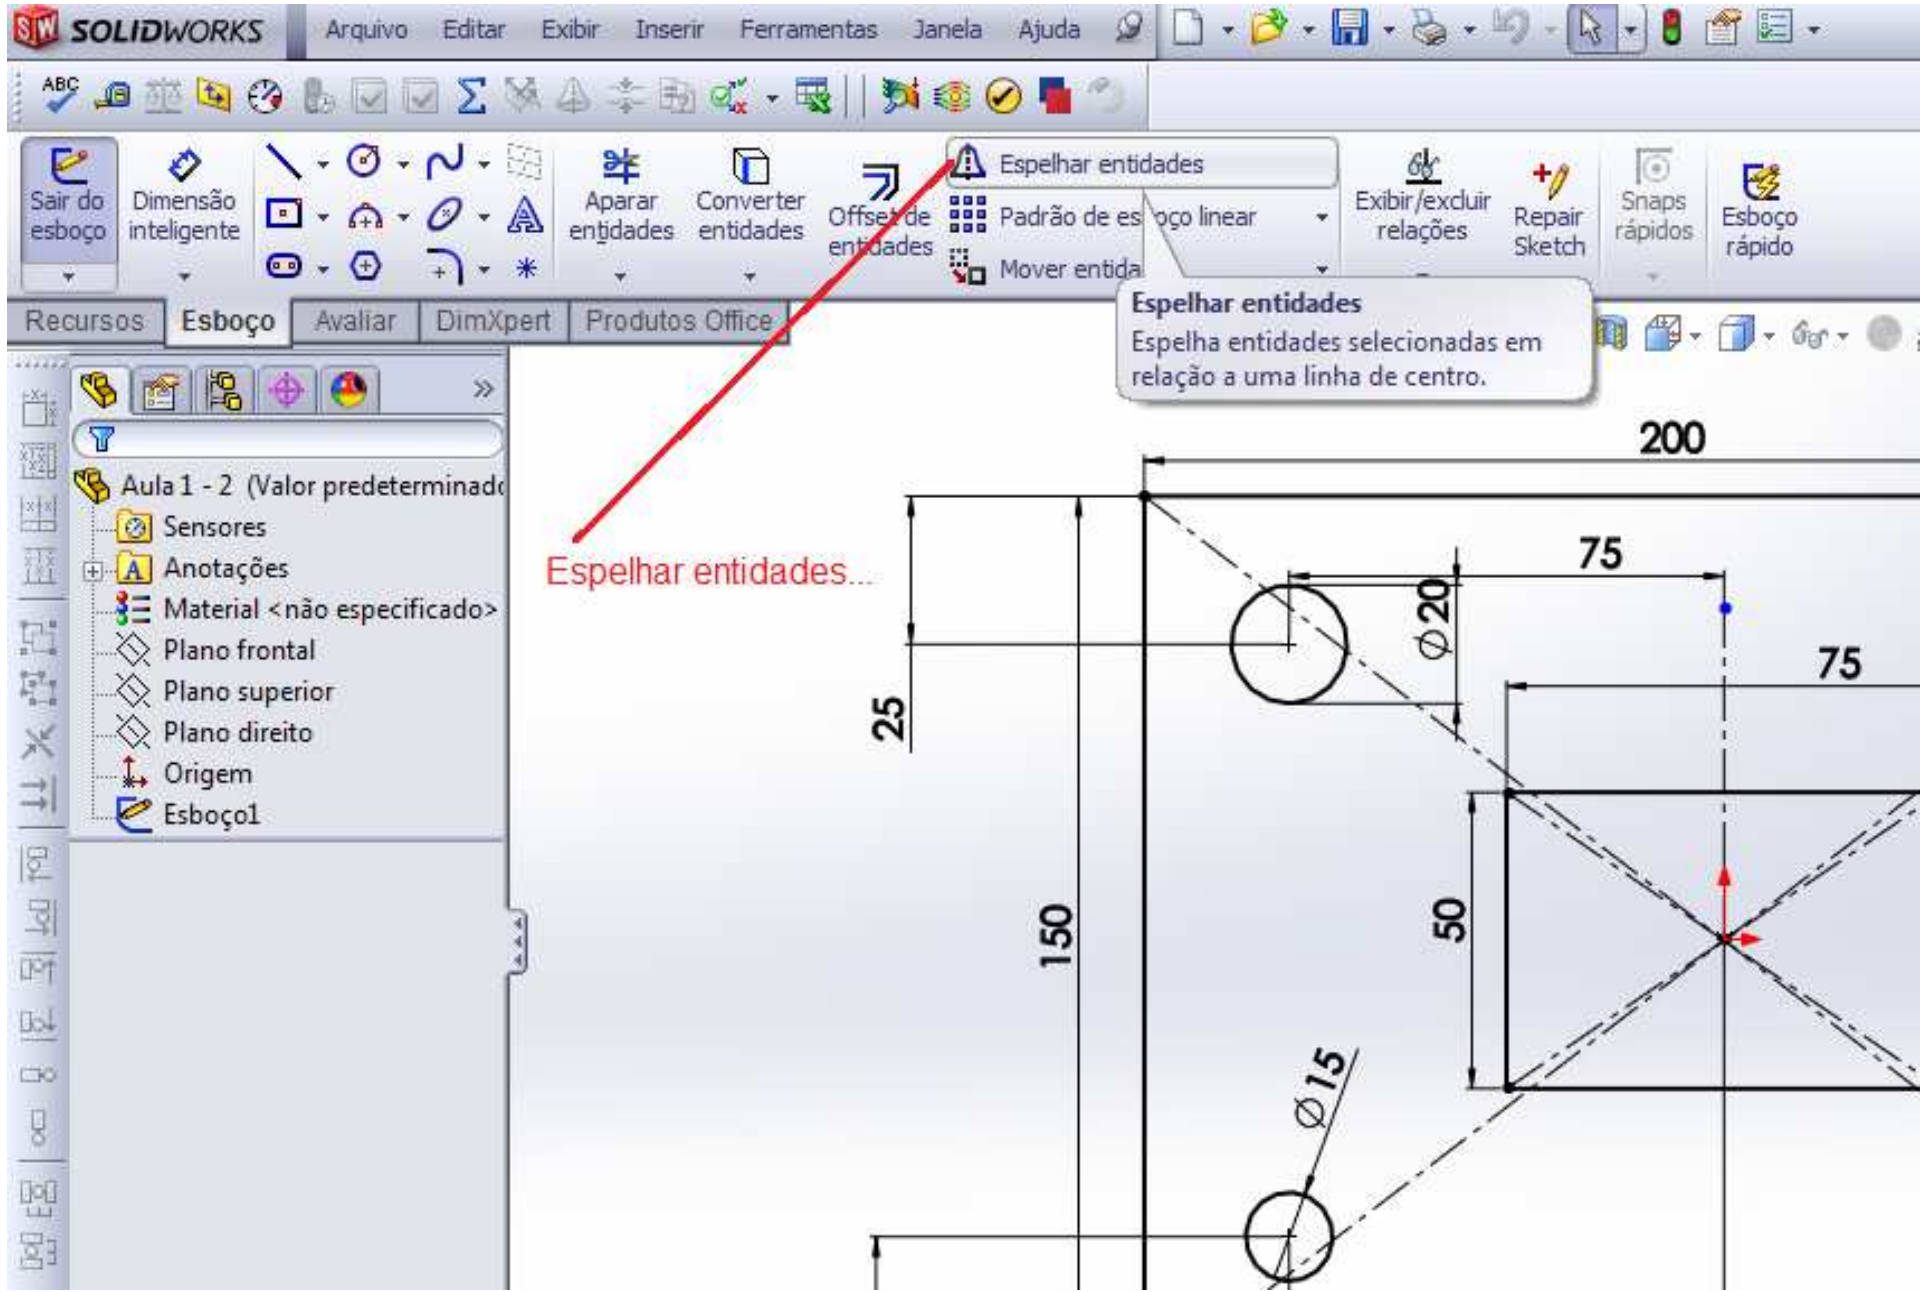 SW SOLIDWORKS Arquivo Editar Exibir Inserir Ferramentas Janela Ajuda
ABC
Sair do esboço
Dimensão inteligente
Aparar entidades
Converter entidades
Offset de entidades
Espelhar entidades
Padrão de es oço linear
Mover entida
Exibir/excluir relações
Repair Sketch
Snaps rápidos
Esboço rápido
Recursos Esboço Avaliar DimXpert Produtos Office
Espelhar entidades
Espelha entidades selecionadas em
relação a uma linha de centro.
Aula 1 - 2 (Valor predeterminado
Sensores
A Anotações
Material <não especificado>
Plano frontal
Plano superior
Plano direito
Origem
Esboço1
Espelhar entidades...
200
75
Ø20
75
25
150
50
Ø15